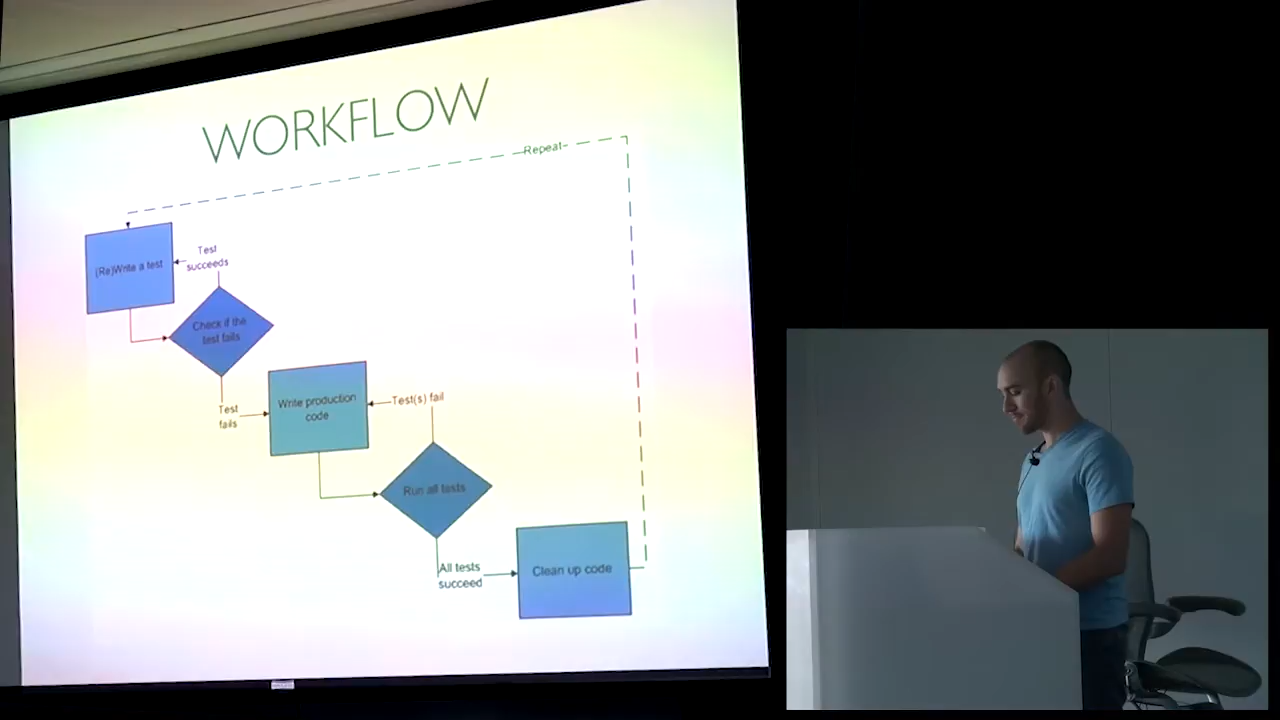 WORKFLOW
Repeat
(Re)Write a test
Test
succeeds
Check if the
test fails
Test
fails
Write production
code
Test(s) fail
Run all tests
All tests
succeed
Clean up code